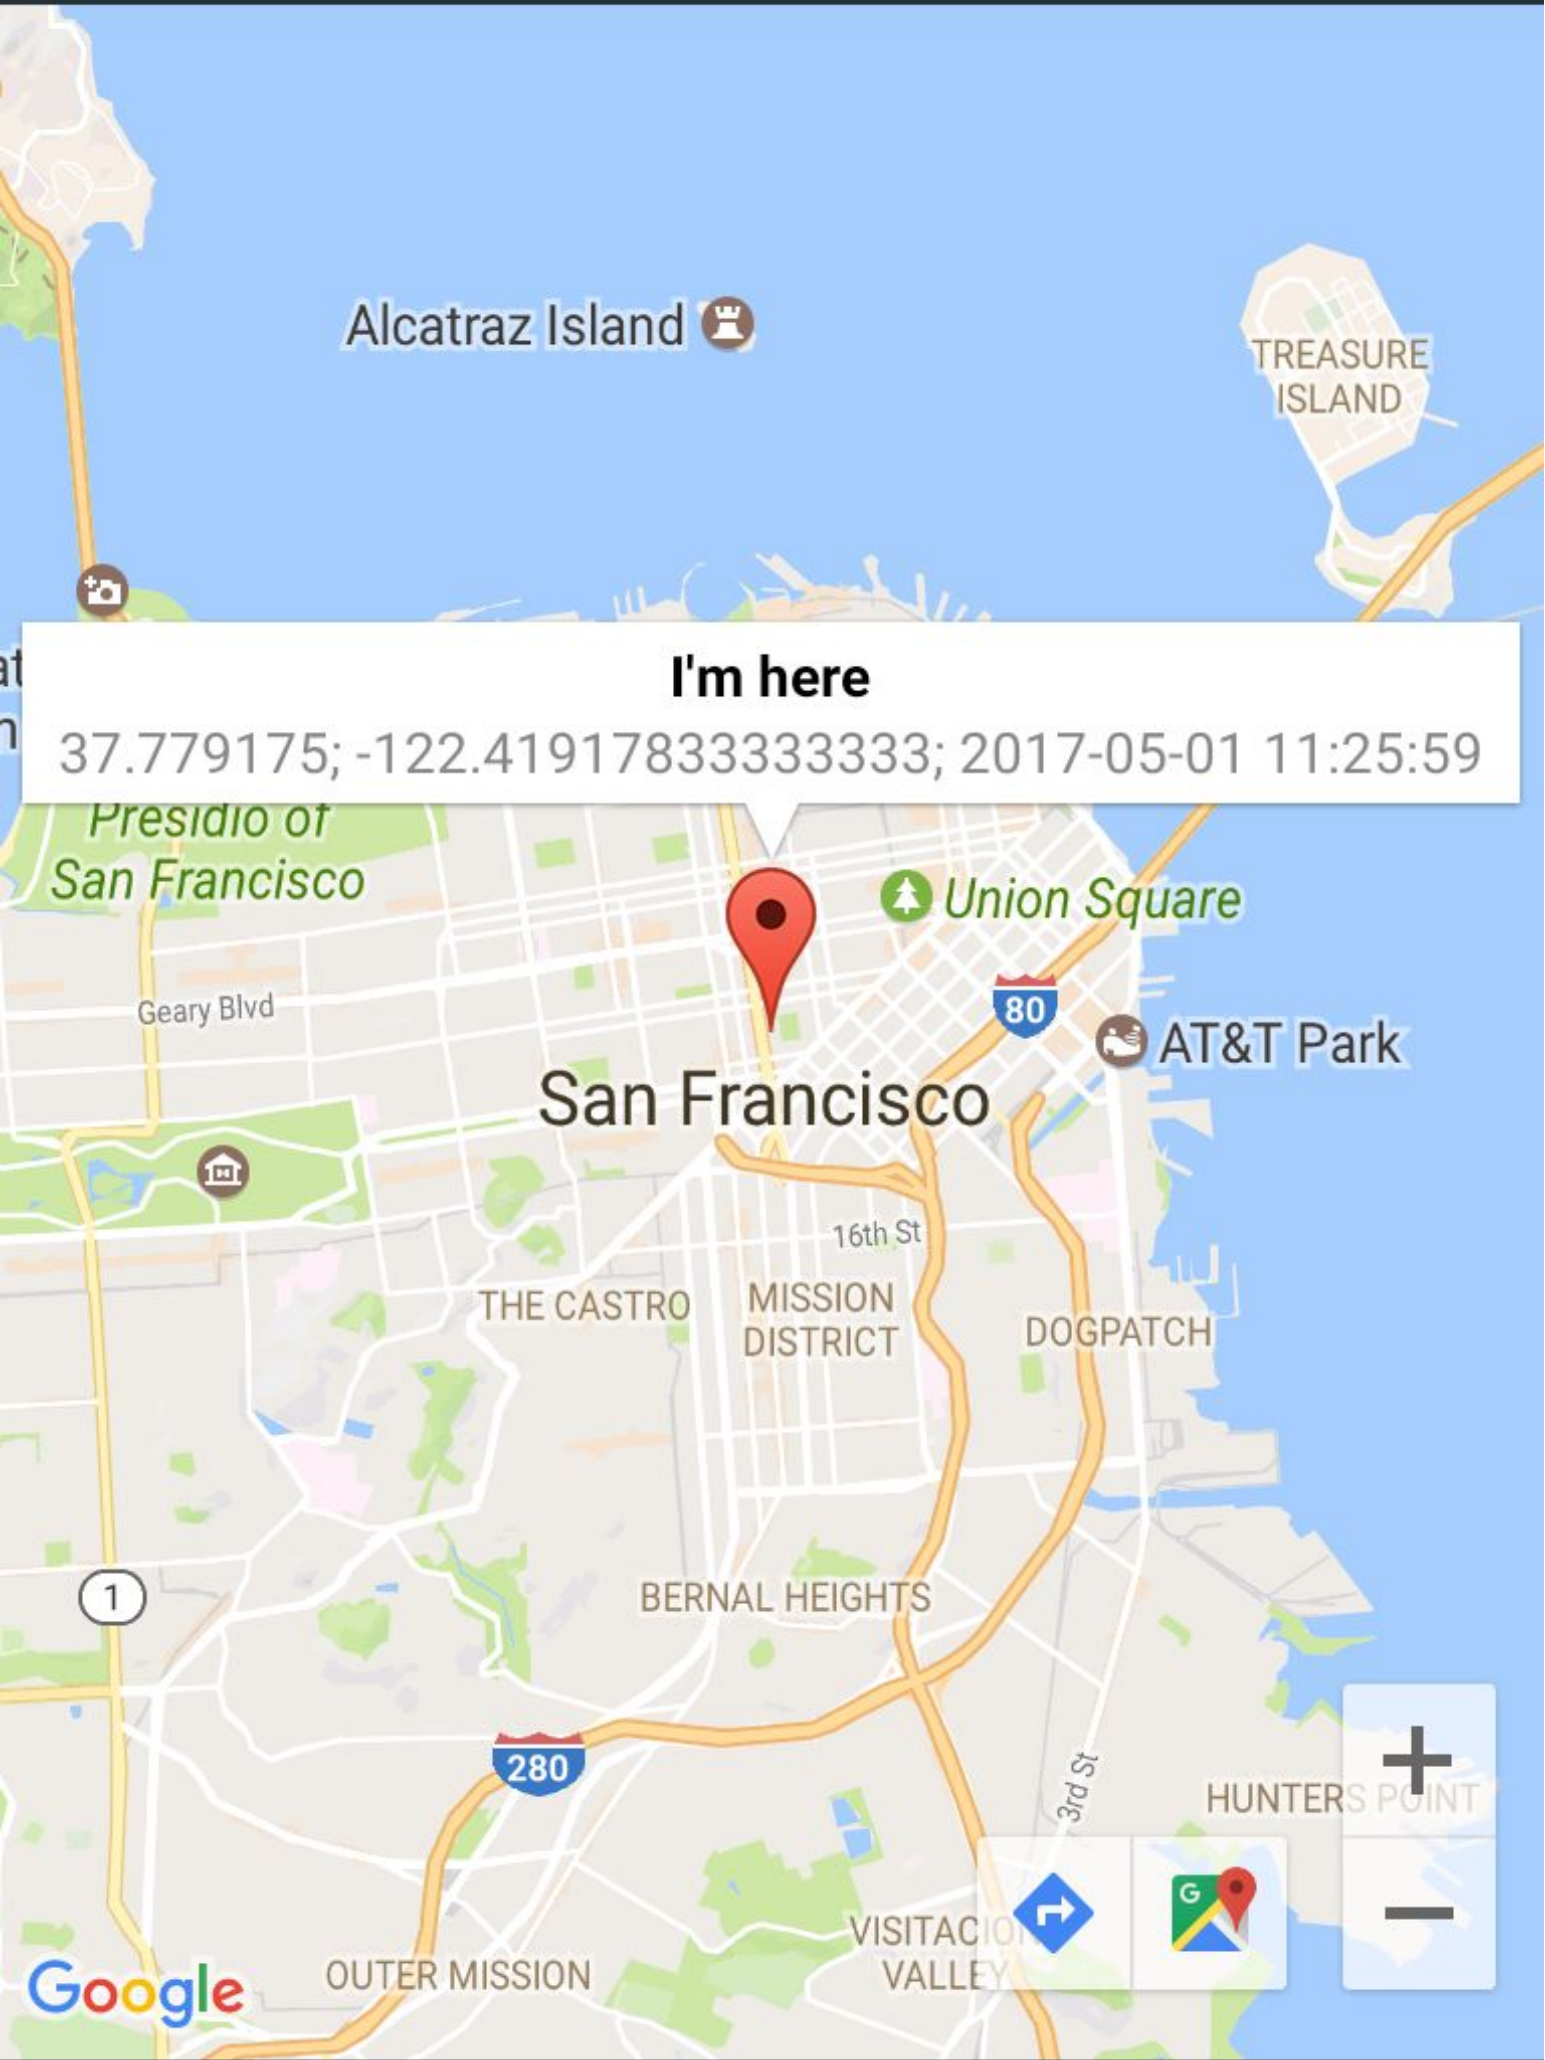 Alcatraz Island
TREASURE
ISLAND
I'm here
37.779175; -122.41917833333333; 2017-05-01 11:25:59
Presidio of
San Francisco
Union Square
Geary Blvd
80
AT&T Park
San Francisco
16th St
THE CASTRO
MISSION
DISTRICT
DOGPATCH
1
BERNAL HEIGHTS
280
3rd St
HUNTERS POINT
VISITACION
VALLEY
OUTER MISSION
Google
G